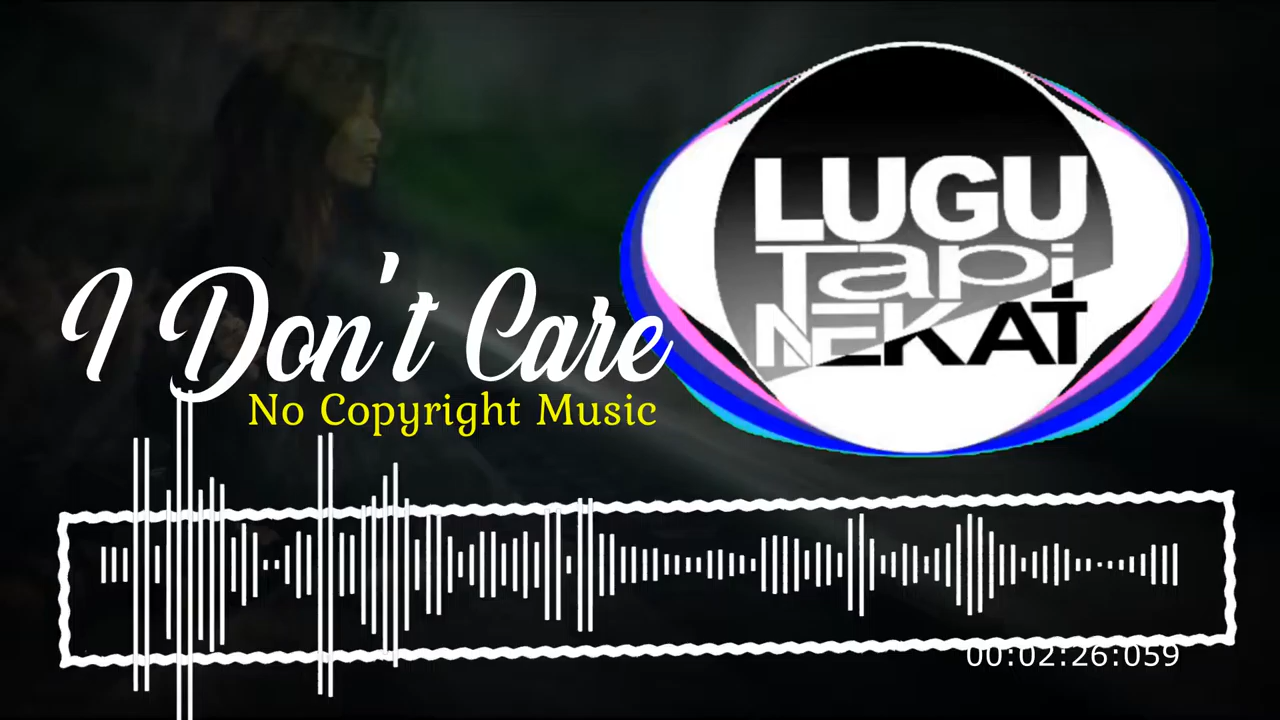 LUGU
Tapi
NEKAT
I Don't Care
No Copyright Music
00:02:26:059